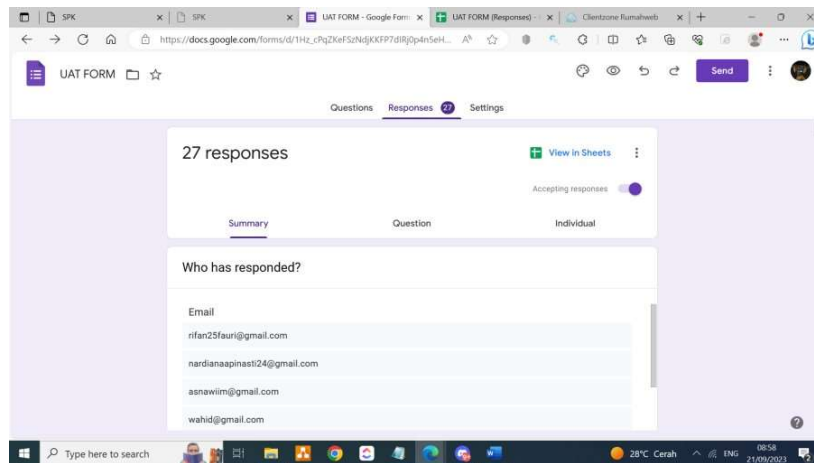 SPK
SPK
UAT FORM - Google Form
UAT FORM (Responses) -
Clientzone Rumahweb
https://docs.google.com/forms/d/1Hz_cPqZKeFSzNdjKXFP7dIRj0p4n5eH...
UAT FORM
Send
Questions
Responses 27
Settings
27 responses
View in Sheets
Accepting responses
Summary
Question
Individual
Who has responded?
Email
rifan25fauri@gmail.com
nardianaapinasti24@gmail.com
asnawiim@gmail.com
wahid@gmail.com
Type here to search
28°C Cerah
ENG
08:58
21/09/2023